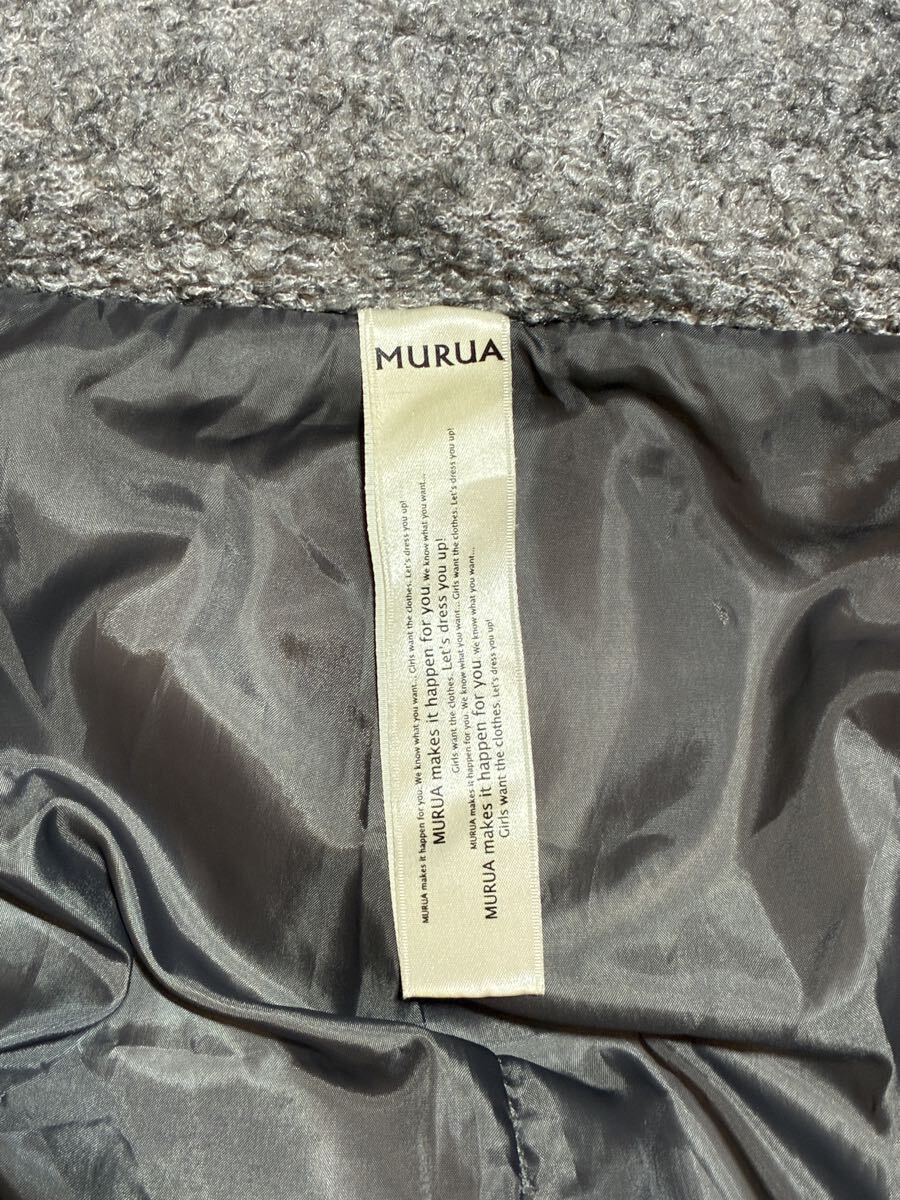 MURUA
MURUA makes it happen for you. We know what you want... Girls want the clothes. Let's dress you up!
MURUA makes it happen for you. We know what you want...
Girls want the clothes. Let's dress you up!
MURUA makes it happen for you. We know what you want... Girls want the clothes. Let's dress you up!
MURUA makes it happen for you. We know what you want...
Girls want the clothes. Let's dress you up!